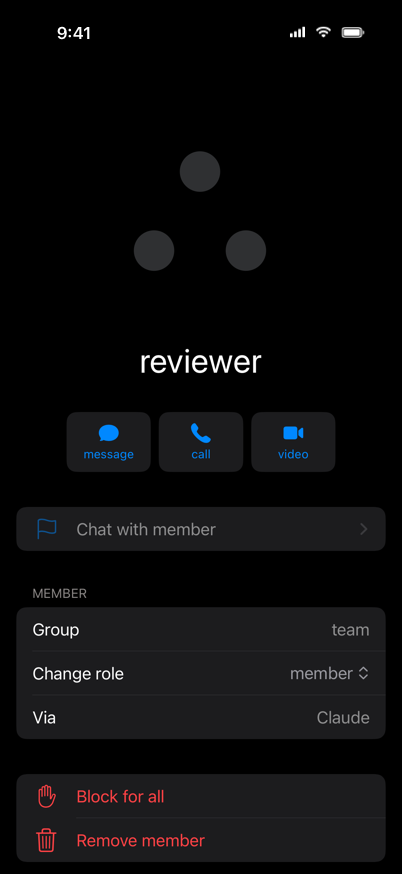 9:41
reviewer
message
call
video
Chat with member
MEMBER
Group
team
Change role
member
Via
Claude
Block for all
Remove member